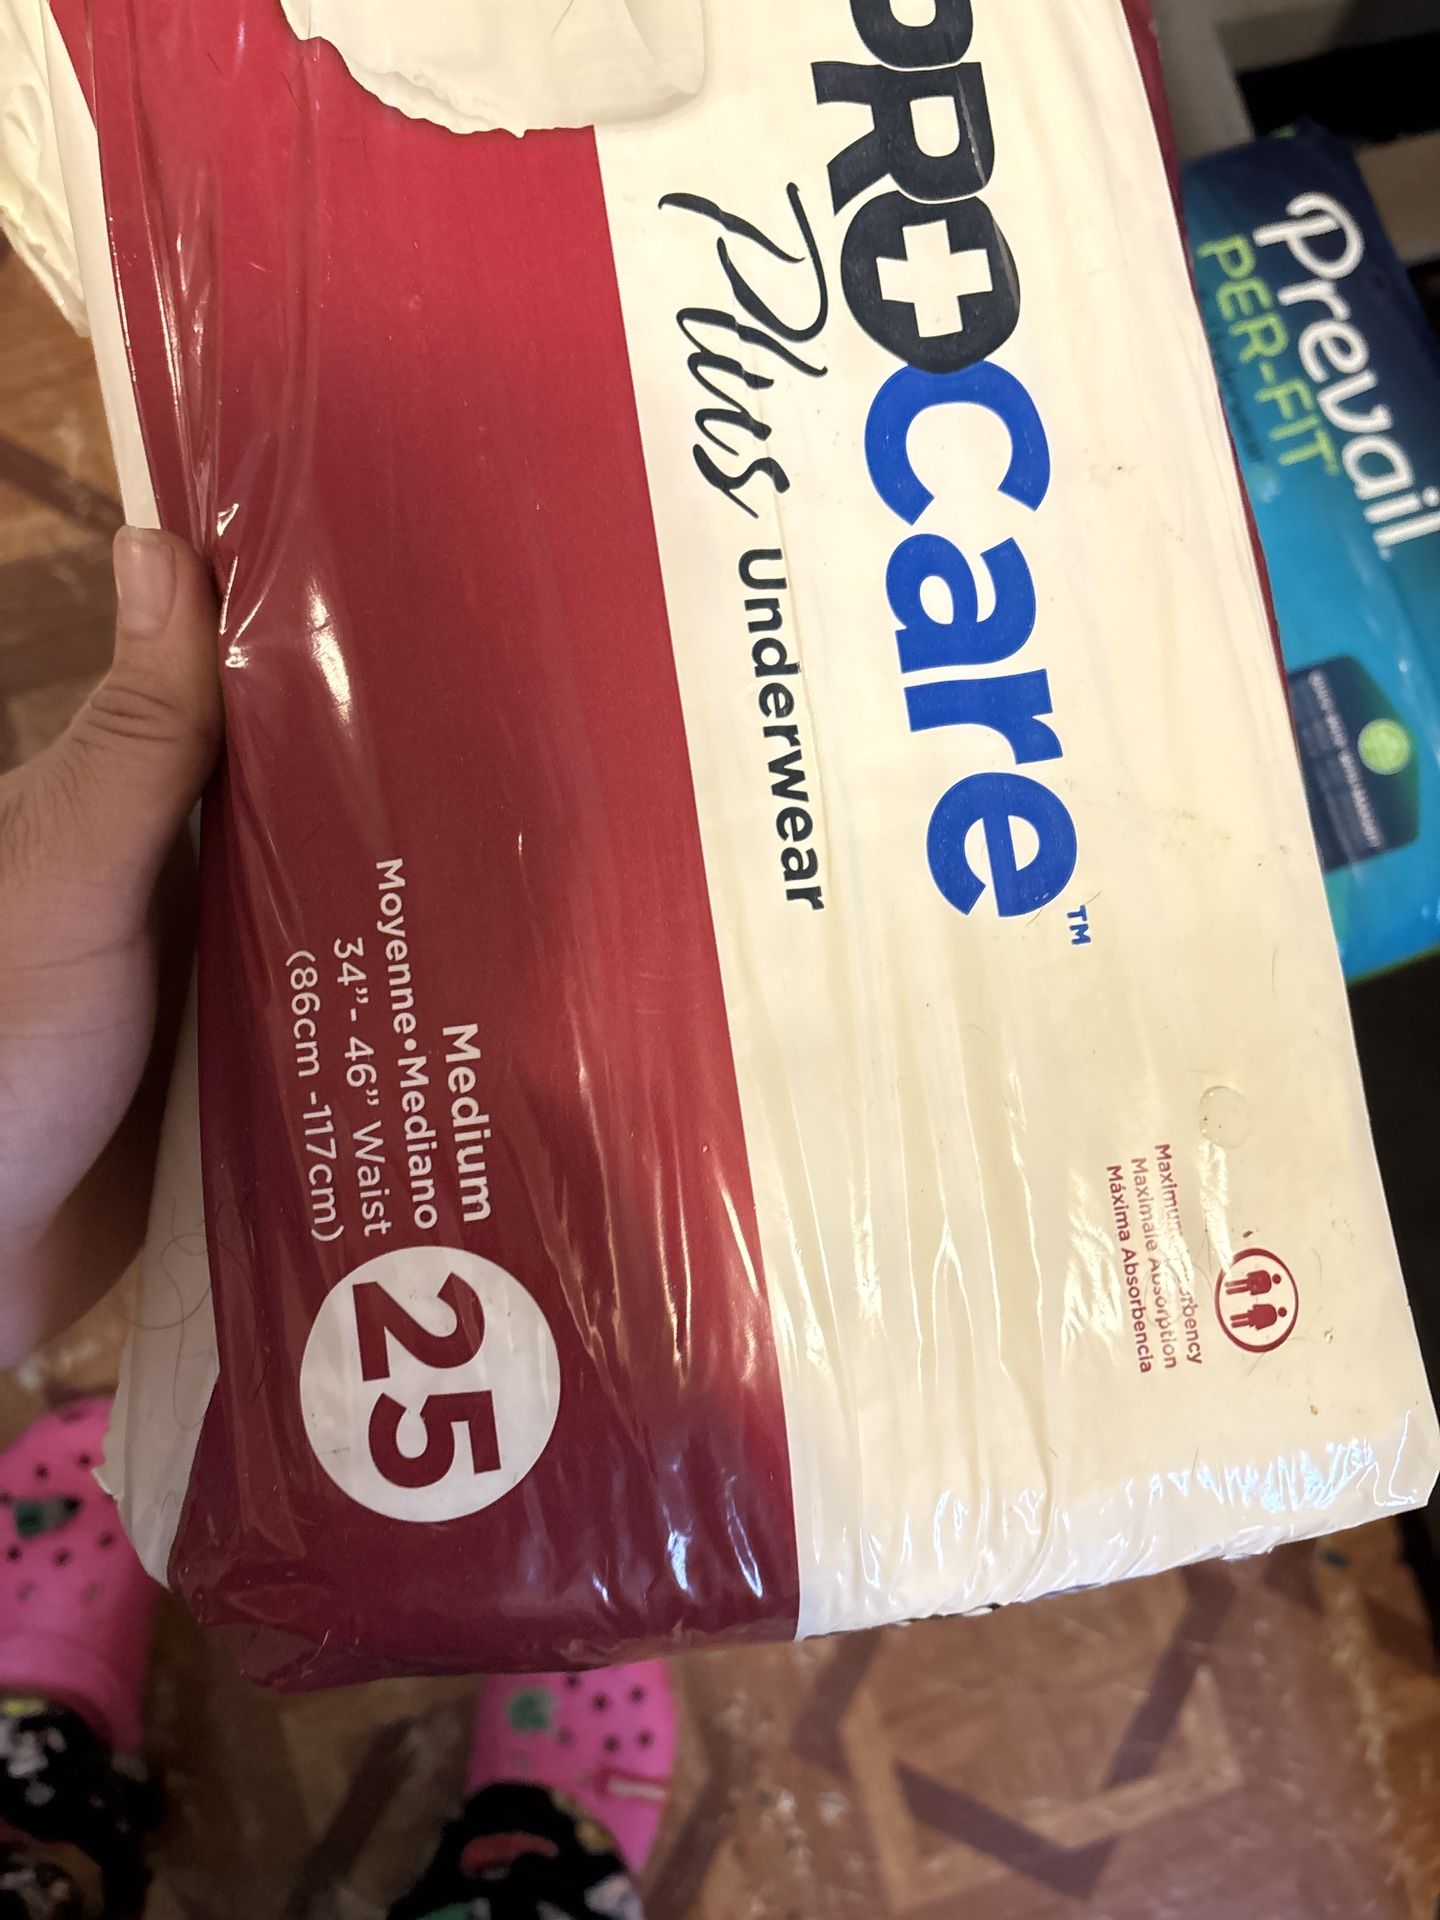 PROcare™
Plus Underwear
Maximum Absorbency
Maximale Absorption
Máxima Absorbencia
Medium
Moyenne•Mediano
34”- 46” Waist
(86cm -117cm)
25
Prevail
PER-FIT